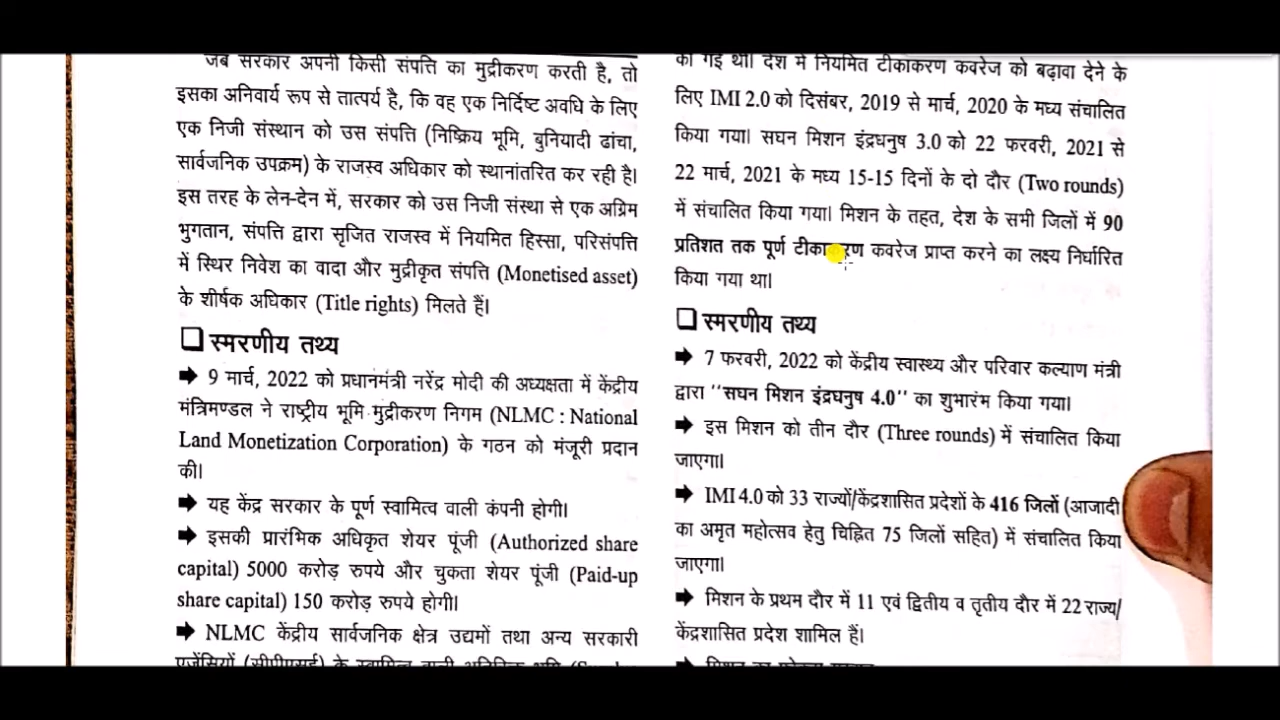 जब सरकार अपनी किसी संपत्ति का मुद्रीकरण करती है, तो
इसका अनिवार्य रूप से तात्पर्य है, कि वह एक निर्दिष्ट अवधि के लिए
एक निजी संस्थान को उस संपत्ति (निष्क्रिय भूमि, बुनियादी ढांचा,
सार्वजनिक उपक्रम) के राजस्व अधिकार को स्थानांतरित कर रही है।
इस तरह के लेन-देन में, सरकार को उस निजी संस्था से एक अग्रिम
भुगतान, संपत्ति द्वारा सृजित राजस्व में नियमित हिस्सा, परिसंपत्ति
में स्थिर निवेश का वादा और मुद्रीकृत संपत्ति (Monetised asset)
के शीर्षक अधिकार (Title rights) मिलते हैं।
❑ स्मरणीय तथ्य
➡ 9 मार्च, 2022 को प्रधानमंत्री नरेंद्र मोदी की अध्यक्षता में केंद्रीय
मंत्रिमण्डल ने राष्ट्रीय भूमि मुद्रीकरण निगम (NLMC : National
Land Monetization Corporation) के गठन को मंजूरी प्रदान
की।
➡ यह केंद्र सरकार के पूर्ण स्वामित्व वाली कंपनी होगी।
➡ इसकी प्रारंभिक अधिकृत शेयर पूंजी (Authorized share
capital) 5000 करोड़ रुपये और चुकता शेयर पूंजी (Paid-up
share capital) 150 करोड़ रुपये होगी।
➡ NLMC केंद्रीय सार्वजनिक क्षेत्र उद्यमों तथा अन्य सरकारी
एजेंसियों (सीपीएसई) के स्वामित्व वाली
की गई थी। देश में नियमित टीकाकरण कवरेज को बढ़ावा देने के
लिए IMI 2.0 को दिसंबर, 2019 से मार्च, 2020 के मध्य संचालित
किया गया। सघन मिशन इंद्रधनुष 3.0 को 22 फरवरी, 2021 से
22 मार्च, 2021 के मध्य 15-15 दिनों के दो दौर (Two rounds)
में संचालित किया गया। मिशन के तहत, देश के सभी जिलों में 90
प्रतिशत तक पूर्ण टीकाकरण कवरेज प्राप्त करने का लक्ष्य निर्धारित
किया गया था।
❑ स्मरणीय तथ्य
➡ 7 फरवरी, 2022 को केंद्रीय स्वास्थ्य और परिवार कल्याण मंत्री
द्वारा "सघन मिशन इंद्रधनुष 4.0" का शुभारंभ किया गया।
➡ इस मिशन को तीन दौर (Three rounds) में संचालित किया
जाएगा।
➡ IMI 4.0 को 33 राज्यों/केंद्रशासित प्रदेशों के 416 जिलों (आजादी
का अमृत महोत्सव हेतु चिह्नित 75 जिलों सहित) में संचालित किया
जाएगा।
➡ मिशन के प्रथम दौर में 11 एवं द्वितीय व तृतीय दौर में 22 राज्य/
केंद्रशासित प्रदेश शामिल हैं।